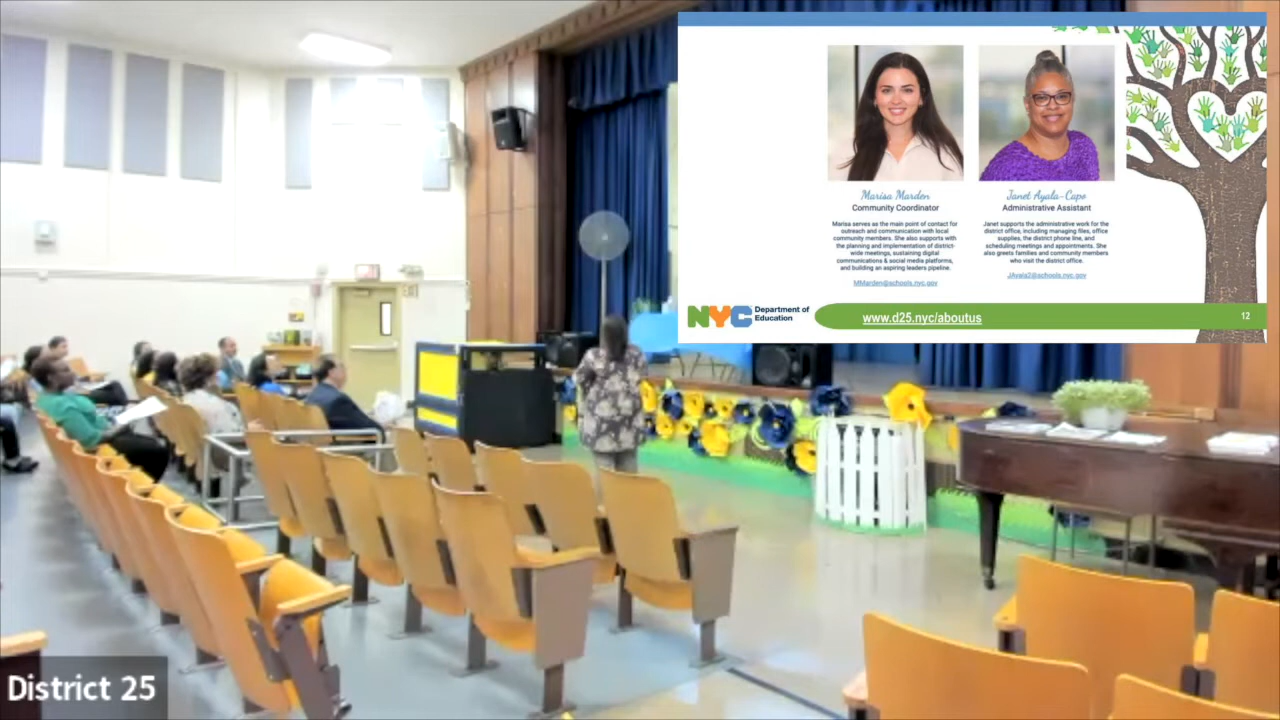 Marisa Marden
Community Coordinator
Marisa serves as the main point of contact for
outreach and communication with local
community members. She also supports with
the planning and implementation of district-
wide meetings, sustaining digital
communications & social media platforms,
and building an aspiring leaders pipeline.
MMarden@schools.nyc.gov
Janet Ayala-Cupo
Administrative Assistant
Janet supports the administrative work for the
district office, including managing files, office
supplies, the district phone line, and
scheduling meetings and appointments. She
also greets families and community members
who visit the district office.
JAyala2@schools.nyc.gov
NYC Department of
Education
www.d25.nyc/aboutus
12
District 25